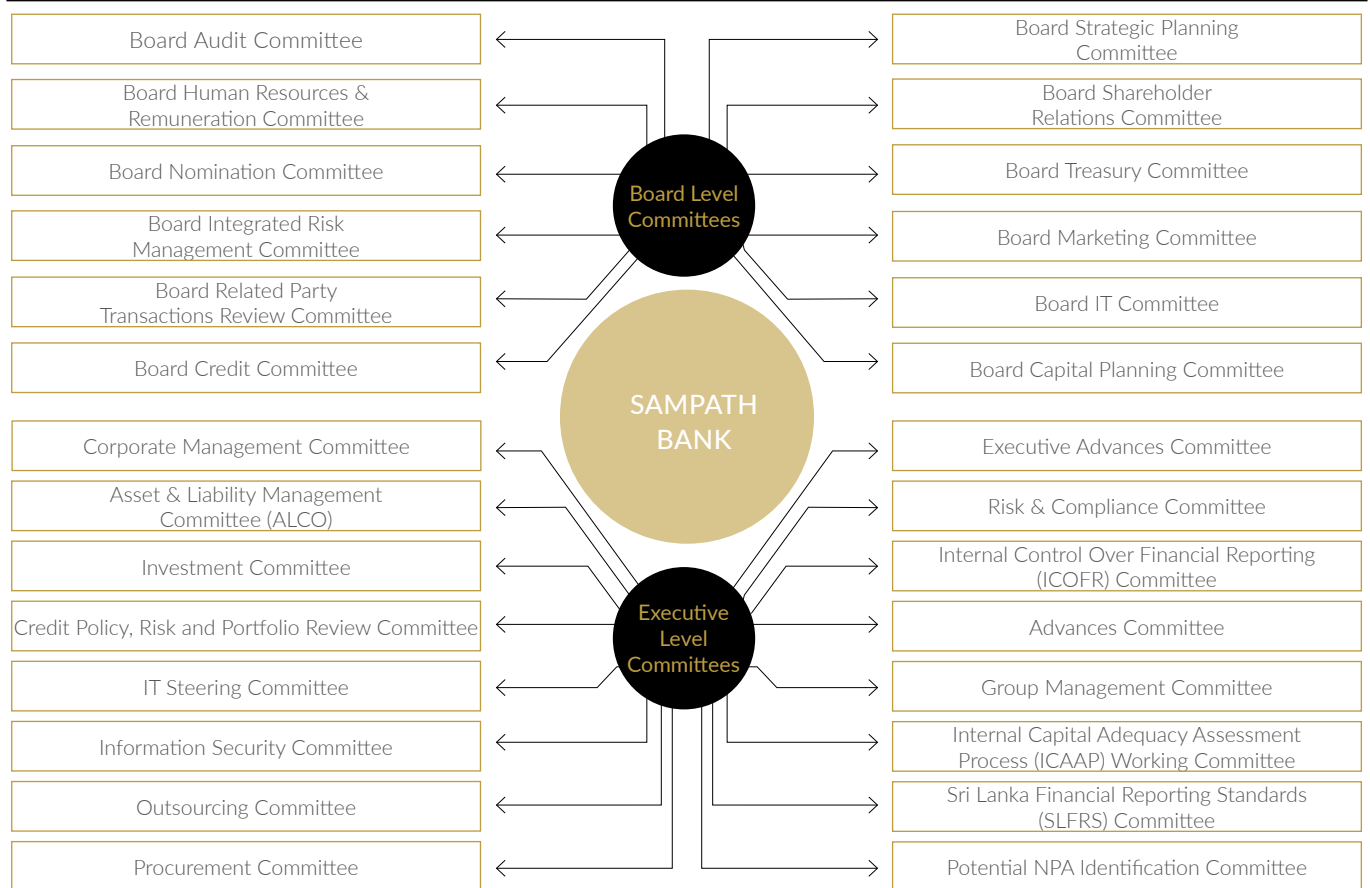 Board Audit Committee
Board Human Resources &
Remuneration Committee
Board Nomination Committee
Board Integrated Risk
Management Committee
Board Related Party
Transactions Review Committee
Board Credit Committee
Board Strategic Planning
Committee
Board Shareholder
Relations Committee
Board Treasury Committee
Board Marketing Committee
Board IT Committee
Board Capital Planning Committee
Board Level
Committees
SAMPATH
BANK
Executive
Level
Committees
Corporate Management Committee
Asset & Liability Management
Committee (ALCO)
Investment Committee
Credit Policy, Risk and Portfolio Review Committee
IT Steering Committee
Information Security Committee
Outsourcing Committee
Procurement Committee
Executive Advances Committee
Risk & Compliance Committee
Internal Control Over Financial Reporting
(ICOFR) Committee
Advances Committee
Group Management Committee
Internal Capital Adequacy Assessment
Process (ICAAP) Working Committee
Sri Lanka Financial Reporting Standards
(SLFRS) Committee
Potential NPA Identification Committee